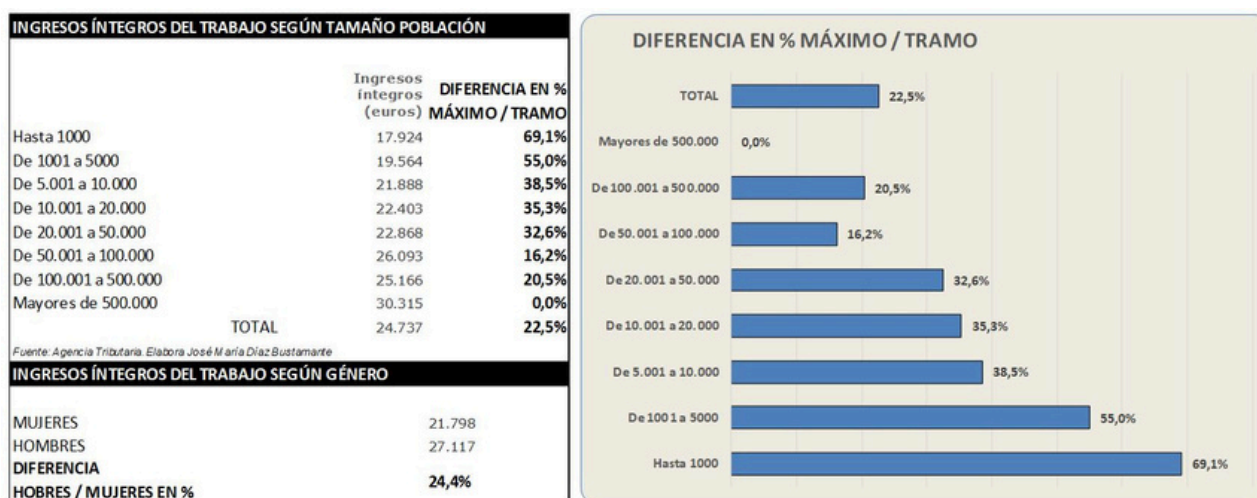 INGRESOS ÍNTEGROS DEL TRABAJO SEGÚN TAMAÑO POBLACIÓN
Ingresos íntegros (euros) DIFERENCIA EN % MÁXIMO / TRAMO
Hasta 1000 17.924 69,1%
De 1001 a 5000 19.564 55,0%
De 5.001 a 10.000 21.888 38,5%
De 10.001 a 20.000 22.403 35,3%
De 20.001 a 50.000 22.868 32,6%
De 50.001 a 100.000 26.093 16,2%
De 100.001 a 500.000 25.166 20,5%
Mayores de 500.000 30.315 0,0%
TOTAL 24.737 22,5%
Fuente: Agencia Tributaria. Elabora José María Díaz Bustamante
INGRESOS ÍNTEGROS DEL TRABAJO SEGÚN GÉNERO
MUJERES 21.798
HOMBRES 27.117
DIFERENCIA
HOBRES / MUJERES EN % 24,4%
DIFERENCIA EN % MÁXIMO / TRAMO
TOTAL 22,5%
Mayores de 500.000 0,0%
De 100.001 a 500.000 20,5%
De 50.001 a 100.000 16,2%
De 20.001 a 50.000 32,6%
De 10.001 a 20.000 35,3%
De 5.001 a 10.000 38,5%
De 1001 a 5000 55,0%
Hasta 1000 69,1%